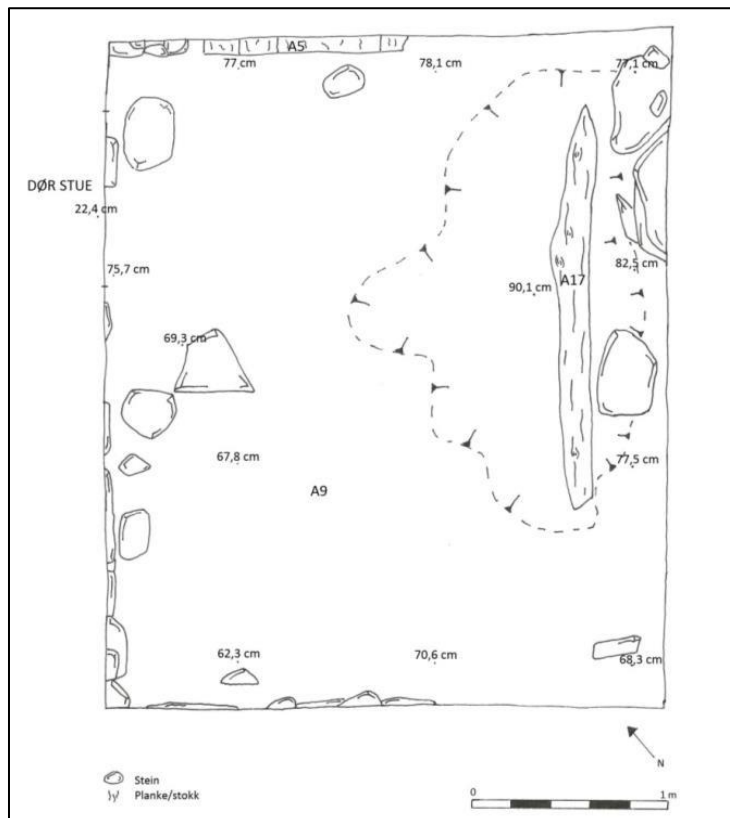 A5
77 cm
78,1 cm
77,1 cm
DØR STUE
22,4 cm
75,7 cm
82,5 cm
90,1 cm
A17
69,3 cm
67,8 cm
77,5 cm
A9
62,3 cm
70,6 cm
68,3 cm
N
Stein
Planke/stokk
0
1 m